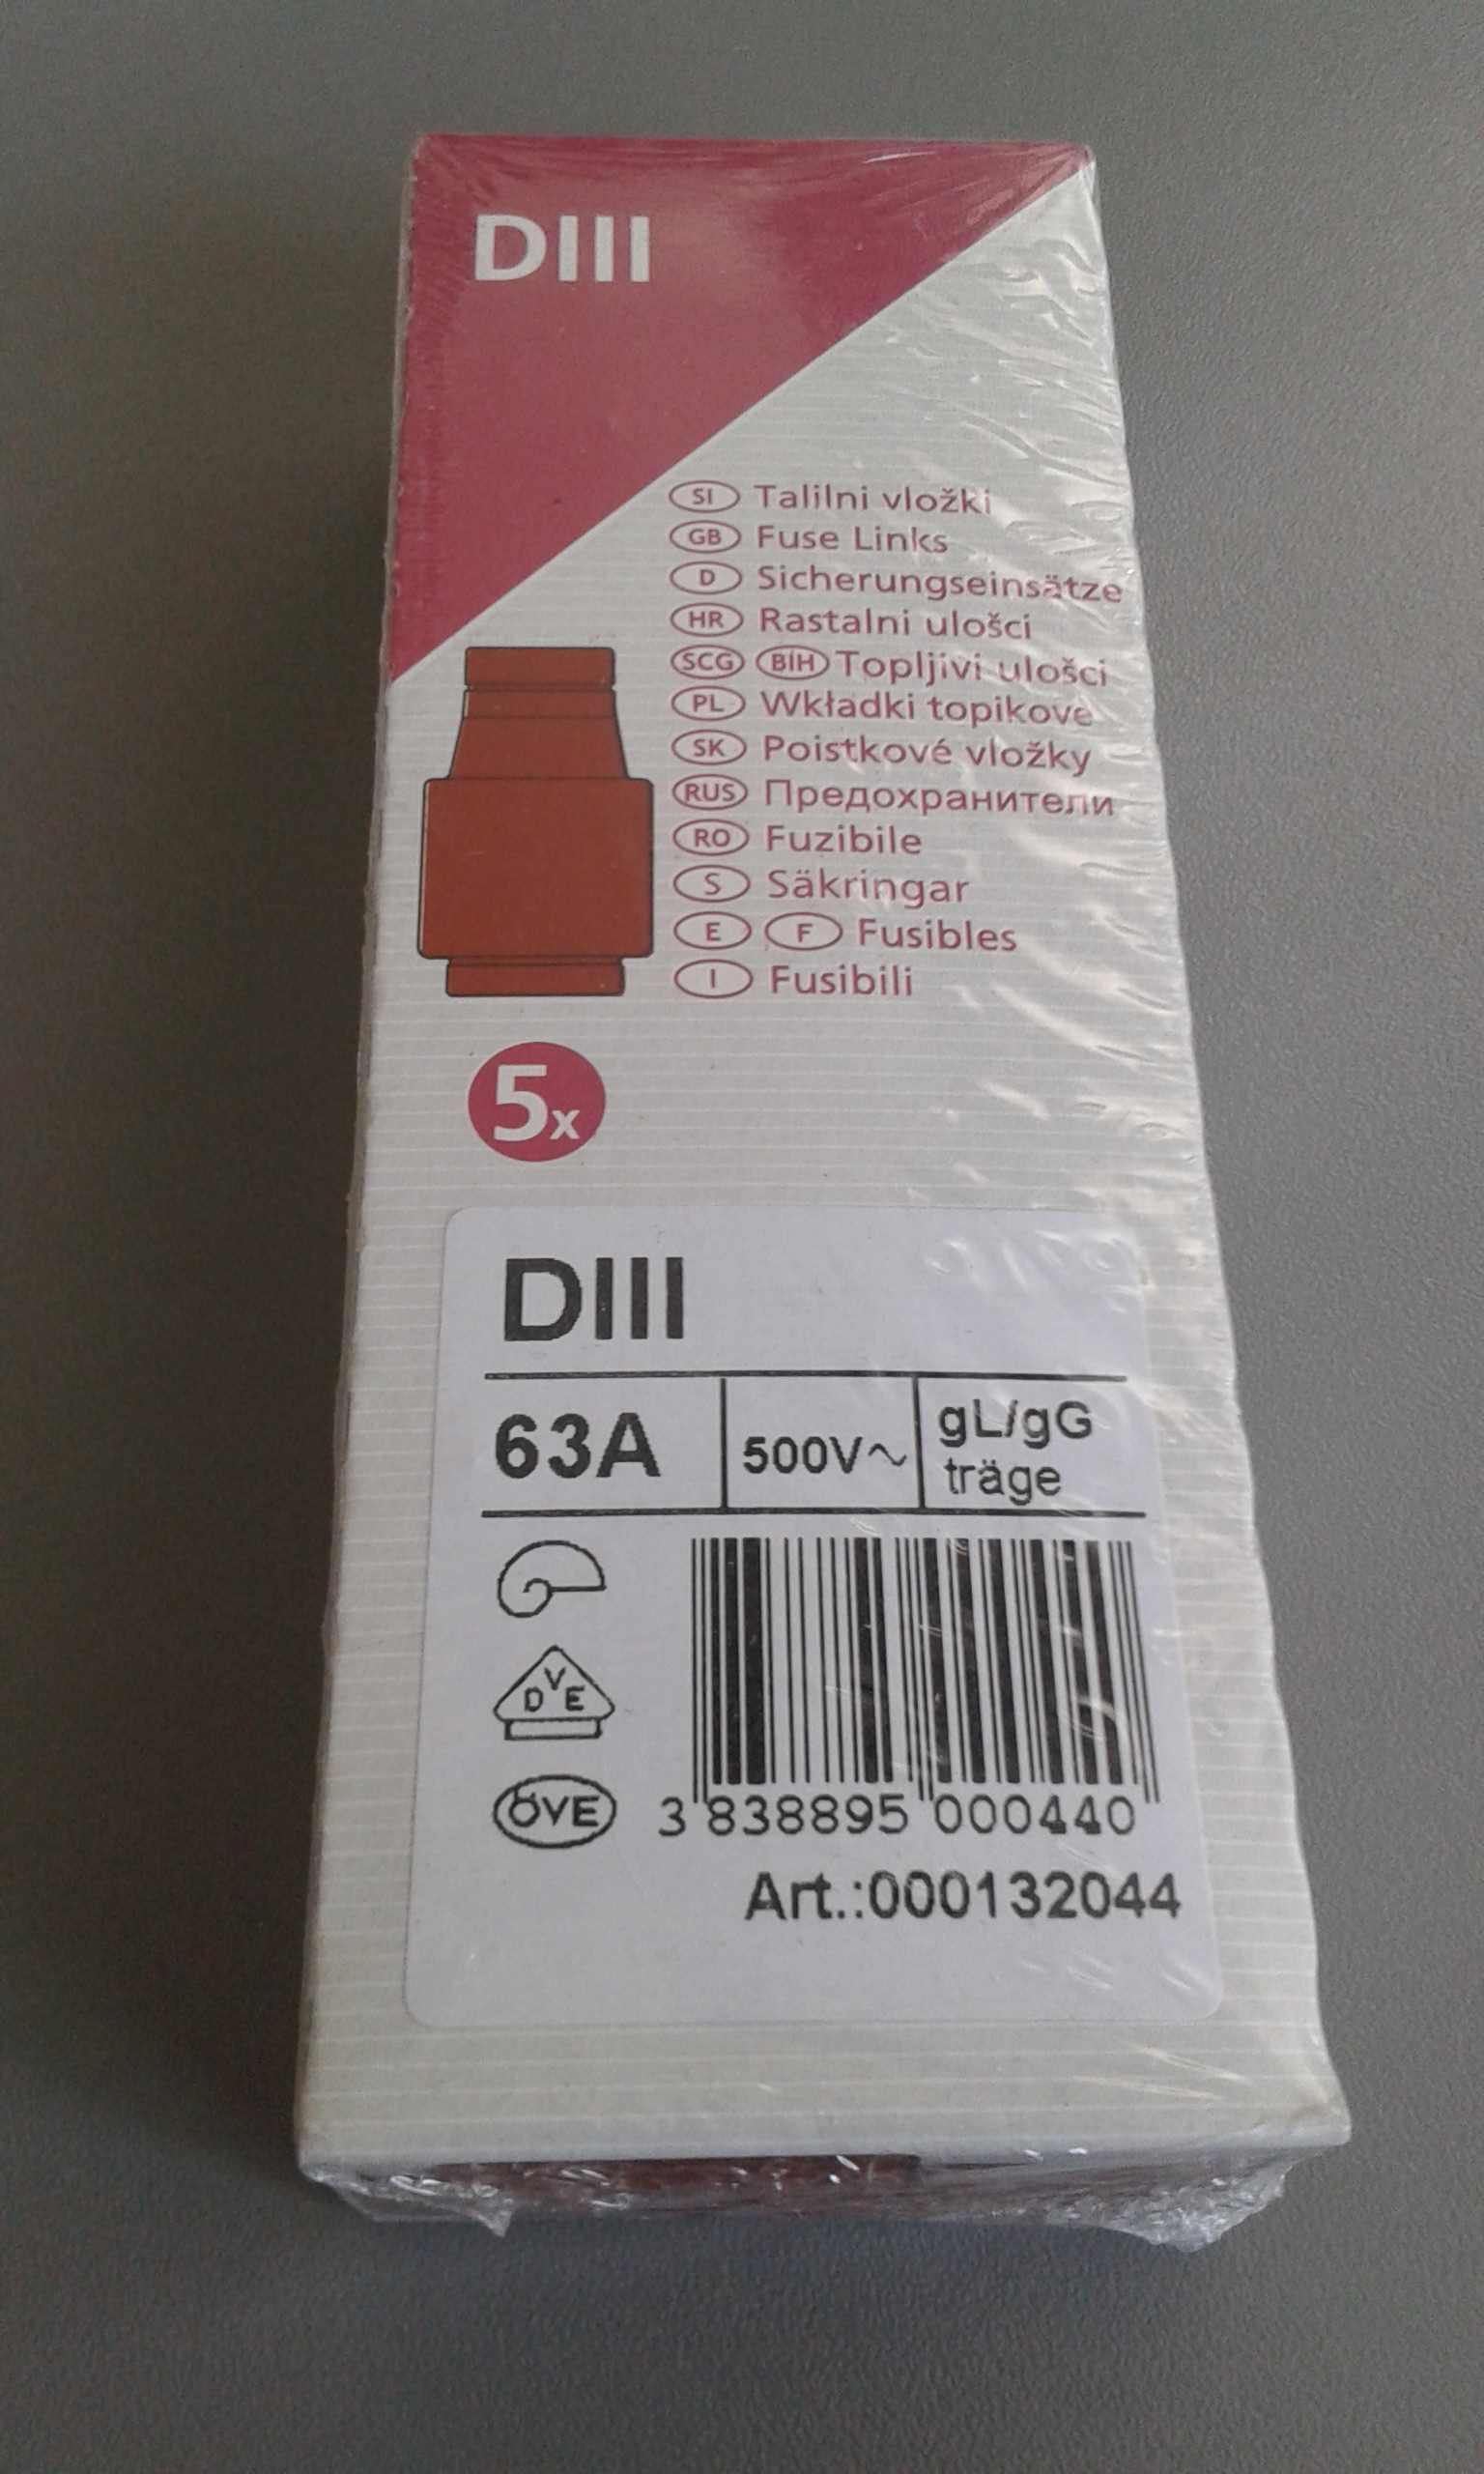 DIII
SI Talilni vložki
GB Fuse Links
D Sicherungseinsätze
HR Rastalni ulošci
SCG BIH Topljivi ulošci
PL Wkładki topikove
SK Poistkové vložky
RUS Предохранители
RO Fuzibile
S Säkringar
E F Fusibles
I Fusibili
5x
DIII
63A 500V~ gL/gG
träge
DVE
ÖVE
3 838895 000440
Art.:000132044